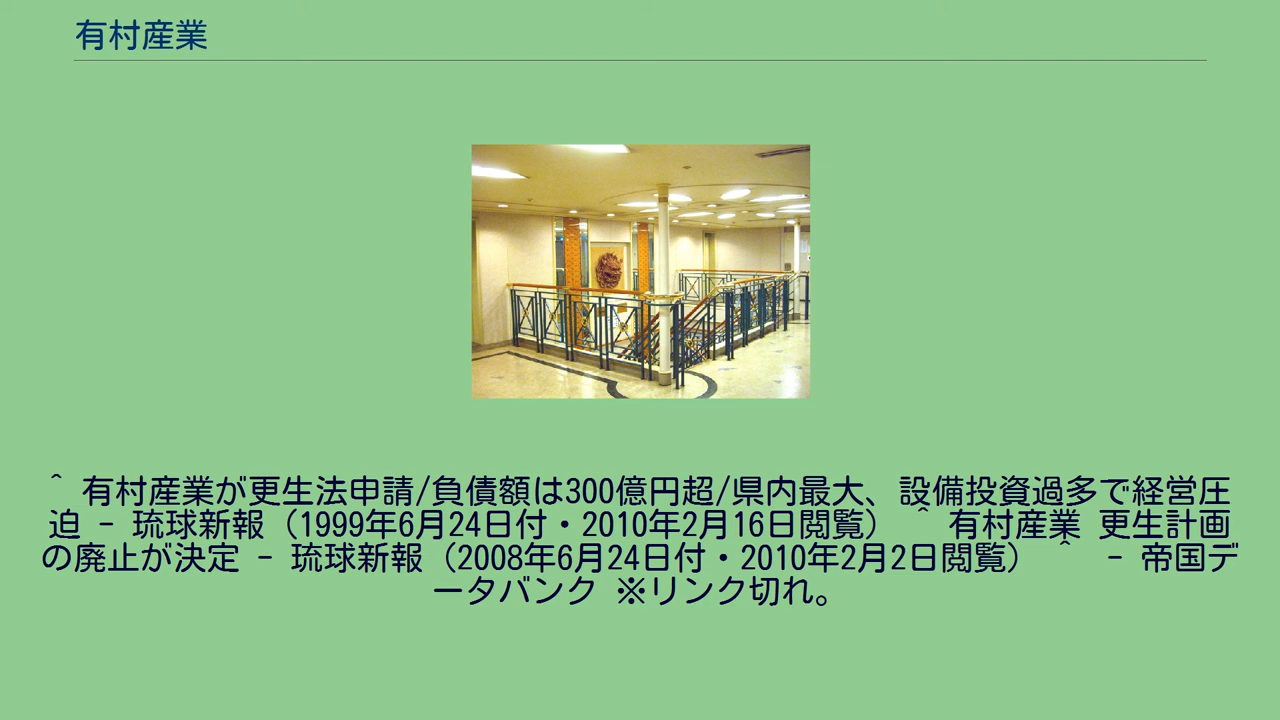 有村産業
^ 有村産業が更生法申請/負債額は300億円超/県内最大、設備投資過多で経営圧
迫 - 琉球新報（1999年6月24日付・2010年2月16日閲覧） ^ 有村産業 更生計画
の廃止が決定 - 琉球新報（2008年6月24日付・2010年2月2日閲覧） ^ - 帝国デ
ータバンク ※リンク切れ。